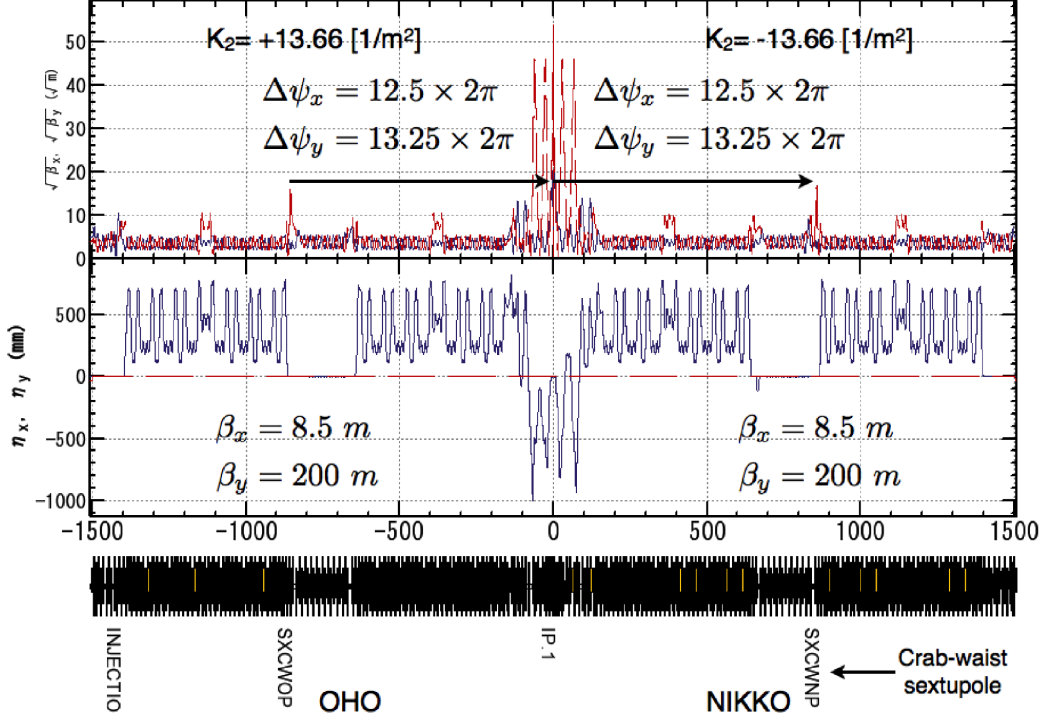 K₂= +13.66 [1/m²]
K₂= -13.66 [1/m²]
Δψx = 12.5 × 2π
Δψx = 12.5 × 2π
Δψy = 13.25 × 2π
Δψy = 13.25 × 2π
√βx, √βy (√m)
50
40
30
20
10
0
ηx, ηy (mm)
500
0
-500
-1000
βx = 8.5 m
βx = 8.5 m
βy = 200 m
βy = 200 m
-1500
-1000
-500
0
500
1000
1500
INJECTIO
SXCWOP
IP.1
SXCWNP
Crab-waist
sextupole
OHO
NIKKO